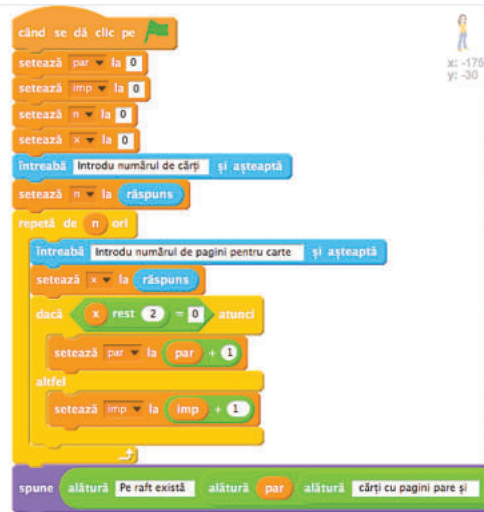 când se dă clic pe
setează par la 0
setează imp la 0
setează n la 0
setează x la 0
întreabă Introdu numărul de cărți și așteaptă
setează n la răspuns
repetă de n ori
întreabă Introdu numărul de pagini pentru carte și așteaptă
setează x la răspuns
dacă x rest 2 = 0 atunci
setează par la par + 1
altfel
setează imp la imp + 1
spune alătură Pe raft există alătură par alătură cărți cu pagini pare și
x: -175
y: -30